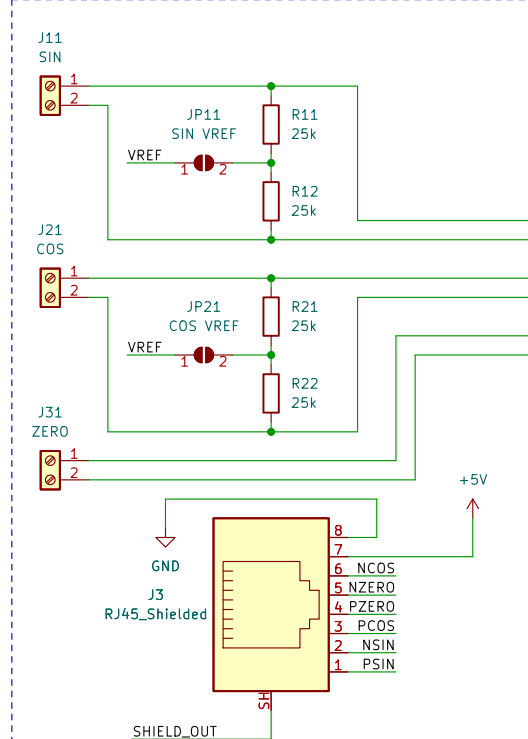 J11
SIN
1
2
JP11
SIN VREF
R11
25k
VREF
1 2
R12
25k
J21
COS
1
2
JP21
COS VREF
R21
25k
VREF
1 2
R22
25k
J31
ZERO
1
2
+5V
GND
8
7
6 NCOS
5 NZERO
4 PZERO
3 PCOS
2 NSIN
1 PSIN
J3
RJ45_Shielded
SH
SHIELD_OUT